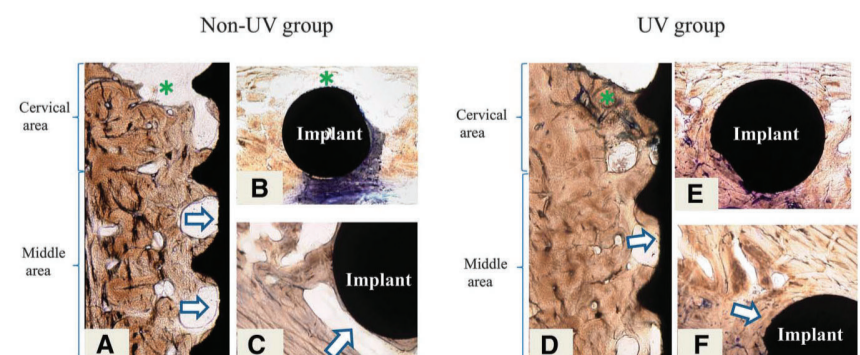 Non-UV group
UV group
Cervical
area
Middle
area
A
Implant
B
Implant
C
Cervical
area
Middle
area
D
E
Implant
F
Implant